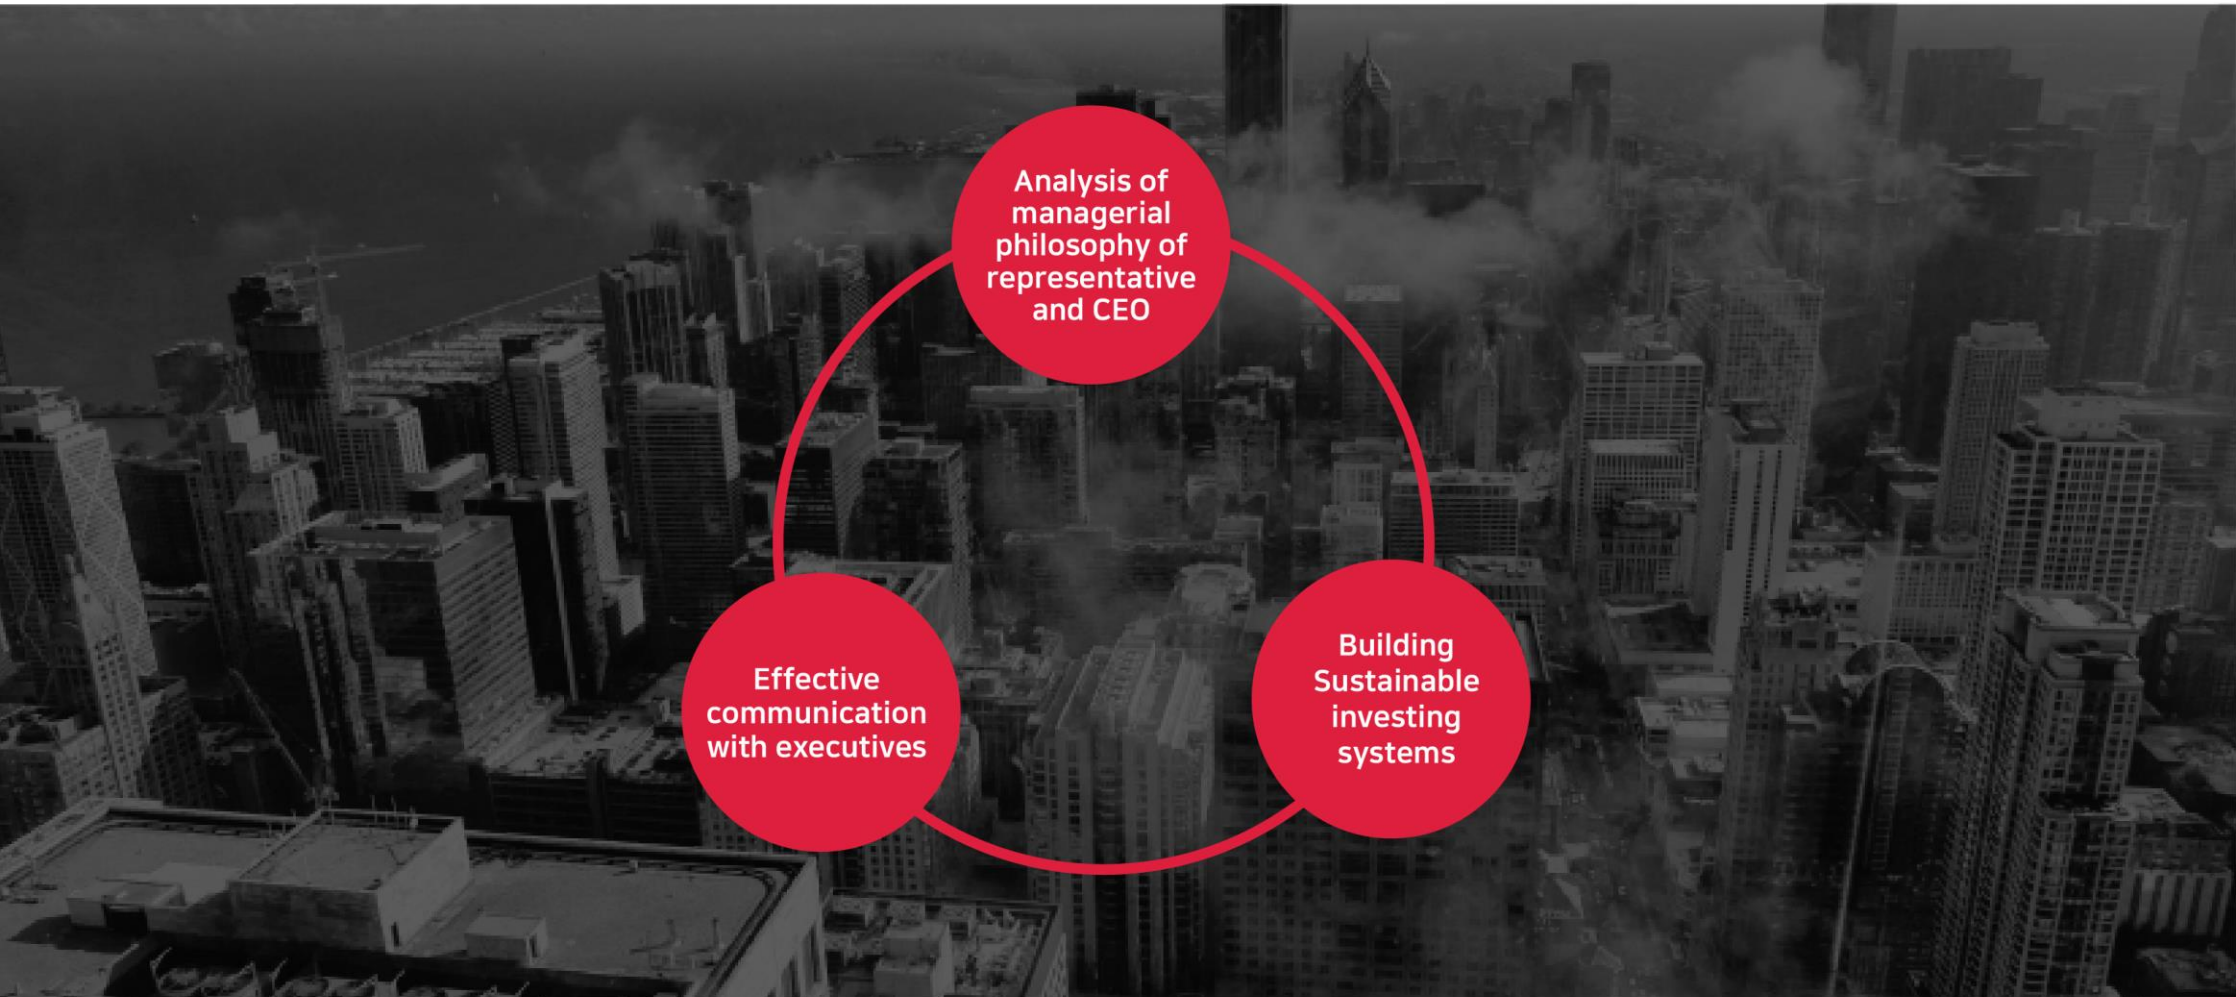 Analysis of
managerial
philosophy of
representative
and CEO
Effective
communication
with executives
Building
Sustainable
investing
systems